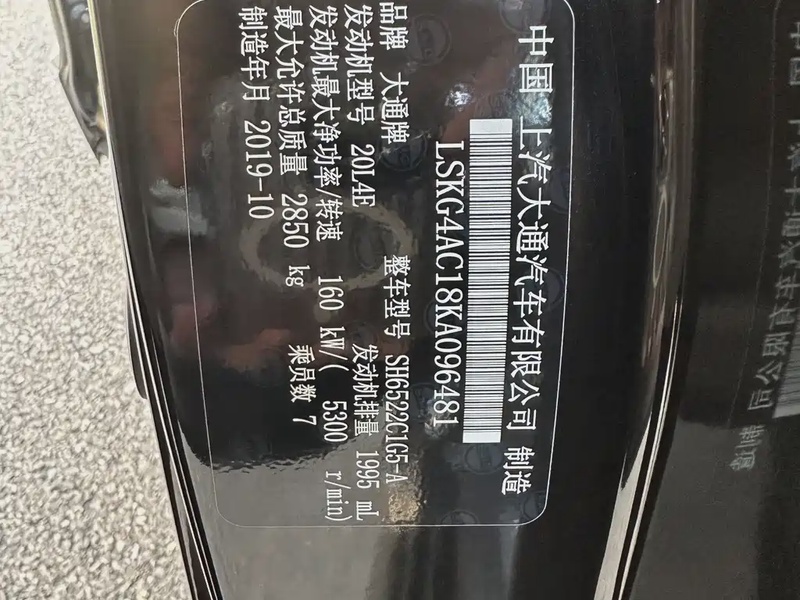 中国 上汽大通汽车有限公司 制造
LSKG4AC18KA096481
品牌 大通牌 整车型号 SH6522C1G5-A
发动机型号 20L4E 发动机排量 1995 mL
发动机最大净功率/转速 160 kW/( 5300 r/min)
最大允许总质量 2850 kg 乘员数 7
制造年月 2019-10